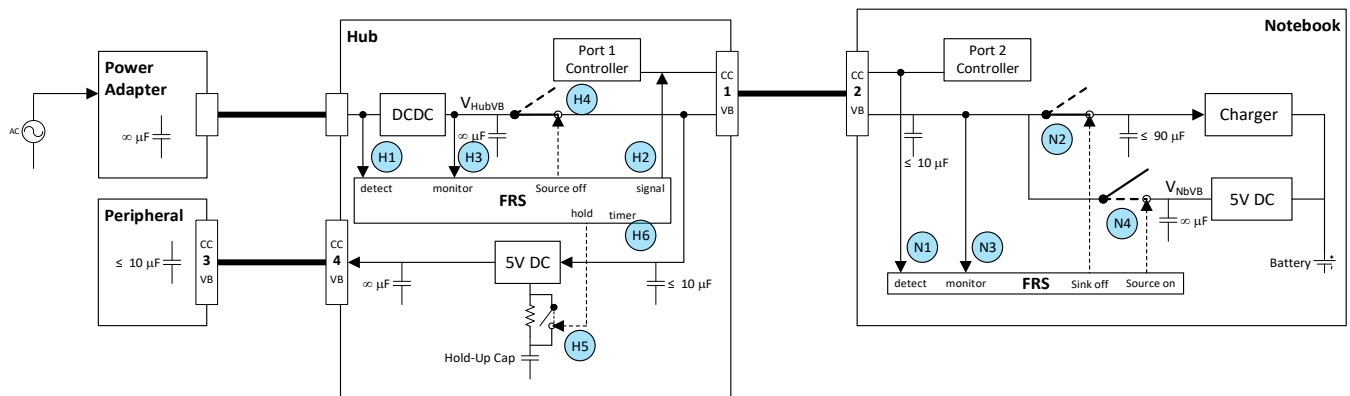 Power
Adapter
AC
∞ µF
Peripheral
≤ 10 µF
CC
3
VB
Hub
DCDC
V_HubVB
∞ µF
Port 1
Controller
H4
H1
H3
H2
detect
monitor
Source off
signal
FRS
hold
timer
H6
CC
4
VB
∞ µF
5V DC
≤ 10 µF
H5
Hold-Up Cap
CC
1
VB
Notebook
CC
2
VB
Port 2
Controller
≤ 10 µF
N2
≤ 90 µF
Charger
V_NbVB
5V DC
∞ µF
N4
N1
N3
Battery
detect
monitor
FRS
Sink off
Source on